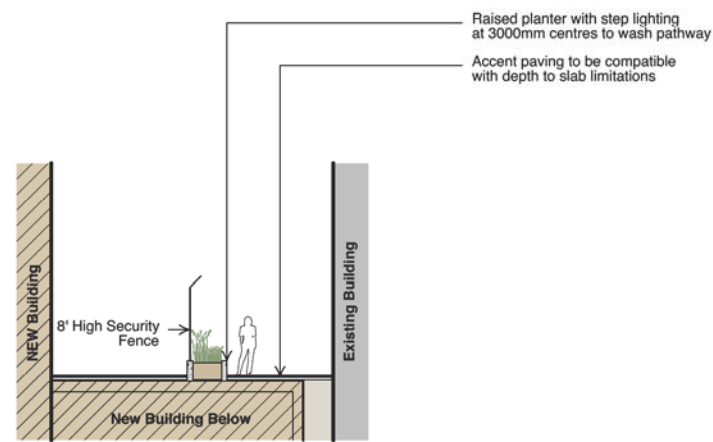 Raised planter with step lighting
at 3000mm centres to wash pathway
Accent paving to be compatible
with depth to slab limitations
NEW Building
8' High Security
Fence
Existing Building
New Building Below